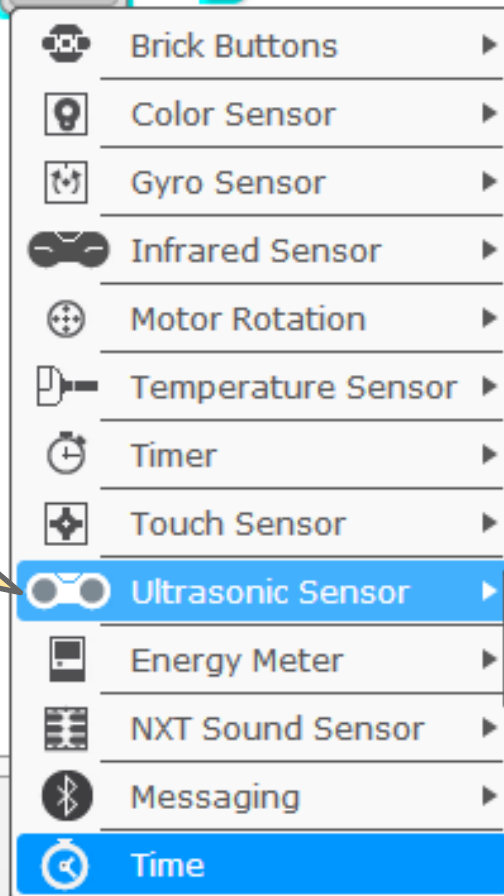 Brick Buttons
Color Sensor
Gyro Sensor
Infrared Sensor
Motor Rotation
Temperature Sensor
Timer
Touch Sensor
Ultrasonic Sensor
Energy Meter
NXT Sound Sensor
Messaging
Time